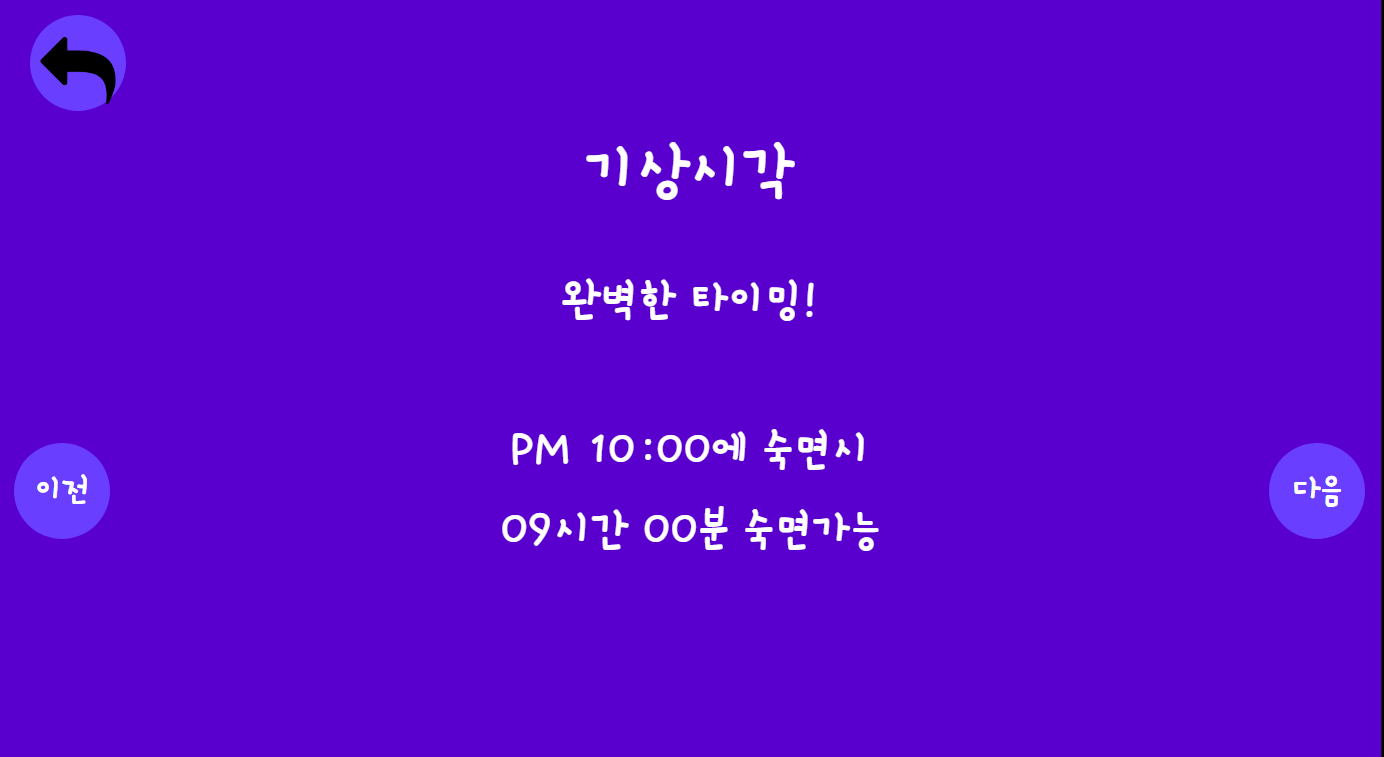 기상시각
완벽한 타이밍!
PM 10:00에 숙면시
09시간 00분 숙면가능
이전
다음